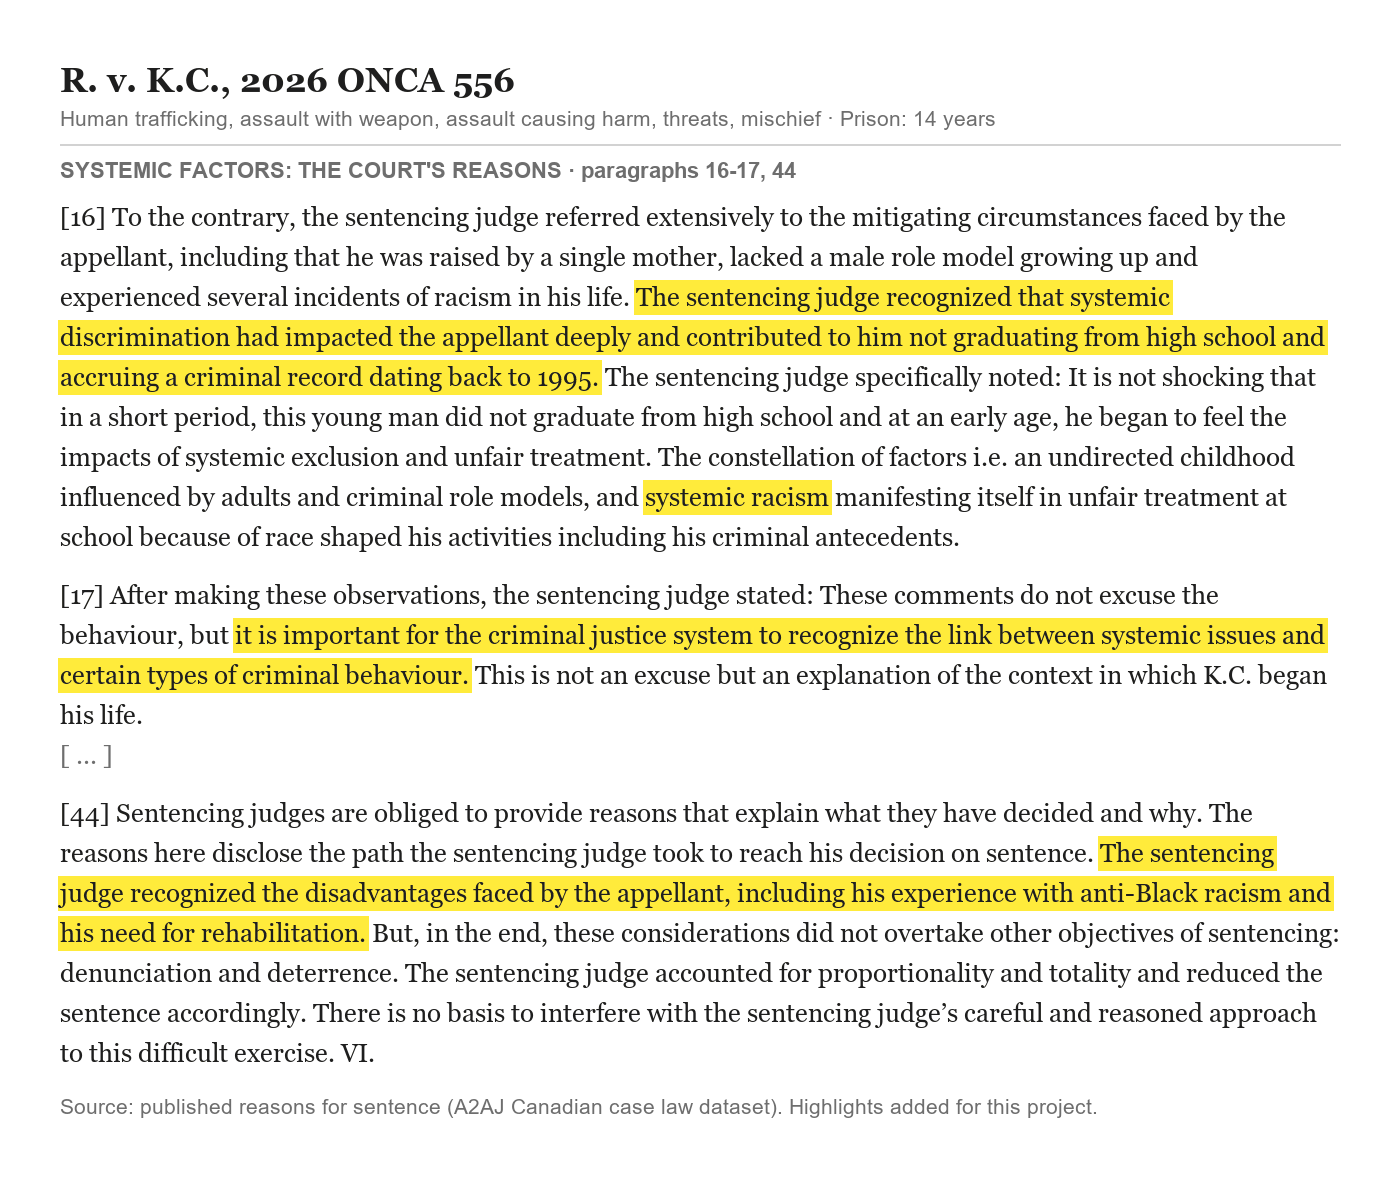 R. v. K.C., 2026 ONCA 556
Human trafficking, assault with weapon, assault causing harm, threats, mischief · Prison: 14 years
SYSTEMIC FACTORS: THE COURT'S REASONS · paragraphs 16-17, 44
[16] To the contrary, the sentencing judge referred extensively to the mitigating circumstances faced by the
appellant, including that he was raised by a single mother, lacked a male role model growing up and
experienced several incidents of racism in his life. The sentencing judge recognized that systemic
discrimination had impacted the appellant deeply and contributed to him not graduating from high school and
accruing a criminal record dating back to 1995. The sentencing judge specifically noted: It is not shocking that
in a short period, this young man did not graduate from high school and at an early age, he began to feel the
impacts of systemic exclusion and unfair treatment. The constellation of factors i.e. an undirected childhood
influenced by adults and criminal role models, and systemic racism manifesting itself in unfair treatment at
school because of race shaped his activities including his criminal antecedents.
[17] After making these observations, the sentencing judge stated: These comments do not excuse the
behaviour, but it is important for the criminal justice system to recognize the link between systemic issues and
certain types of criminal behaviour. This is not an excuse but an explanation of the context in which K.C. began
his life.
[ ... ]
[44] Sentencing judges are obliged to provide reasons that explain what they have decided and why. The
reasons here disclose the path the sentencing judge took to reach his decision on sentence. The sentencing
judge recognized the disadvantages faced by the appellant, including his experience with anti-Black racism and
his need for rehabilitation. But, in the end, these considerations did not overtake other objectives of sentencing:
denunciation and deterrence. The sentencing judge accounted for proportionality and totality and reduced the
sentence accordingly. There is no basis to interfere with the sentencing judge’s careful and reasoned approach
to this difficult exercise. VI.
Source: published reasons for sentence (A2AJ Canadian case law dataset). Highlights added for this project.